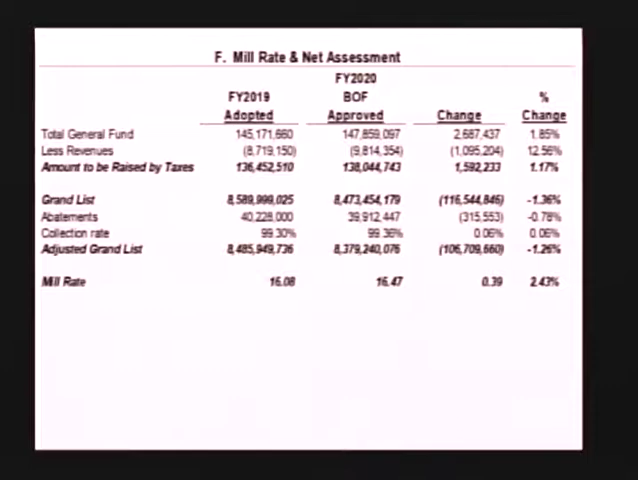 F. Mill Rate & Net Assessment
FY2020
FY2019 BOF %
Adopted Approved Change Change
Total General Fund 145,171,660 147,859,097 2,687,437 1.85%
Less Revenues (8,719,150) (9,814,354) (1,095,204) 12.56%
Amount to be Raised by Taxes 136,452,510 138,044,743 1,592,233 1.17%
Grand List 8,589,999,025 8,473,454,179 (116,544,846) -1.36%
Abatements 40,228,000 39,912,447 (315,553) -0.78%
Collection rate 99.30% 99.36% 0.06% 0.06%
Adjusted Grand List 8,485,949,736 8,379,240,076 (106,709,660) -1.26%
Mill Rate 16.08 16.47 0.39 2.43%